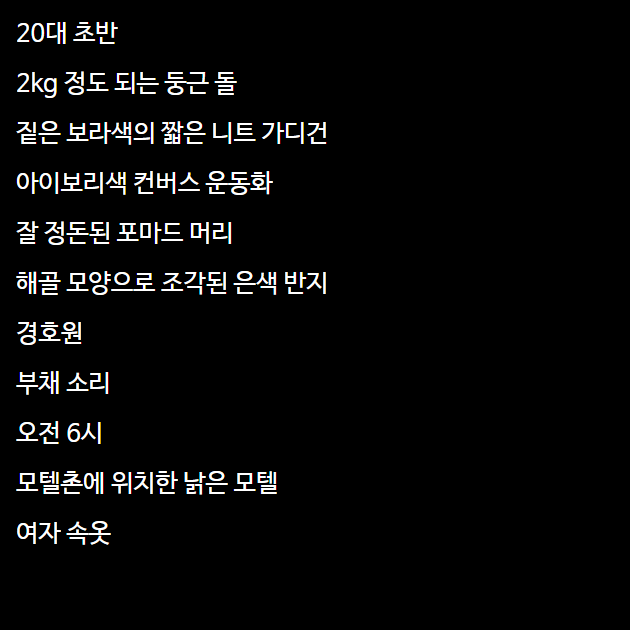 20대 초반
2kg 정도 되는 둥근 돌
짙은 보라색의 짧은 니트 가디건
아이보리색 컨버스 운동화
잘 정돈된 포마드 머리
해골 모양으로 조각된 은색 반지
경호원
부채 소리
오전 6시
모텔촌에 위치한 낡은 모텔
여자 속옷